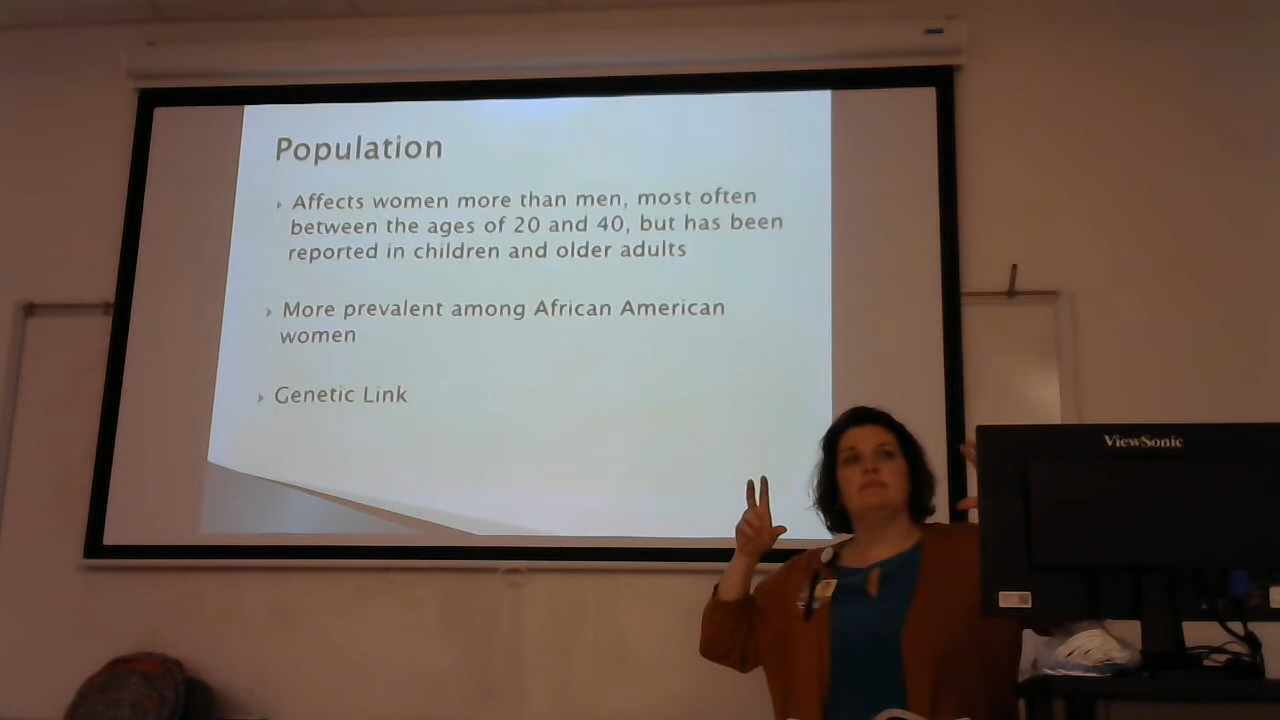 Population
Affects women more than men, most often
between the ages of 20 and 40, but has been
reported in children and older adults
More prevalent among African American
women
Genetic Link
ViewSonic